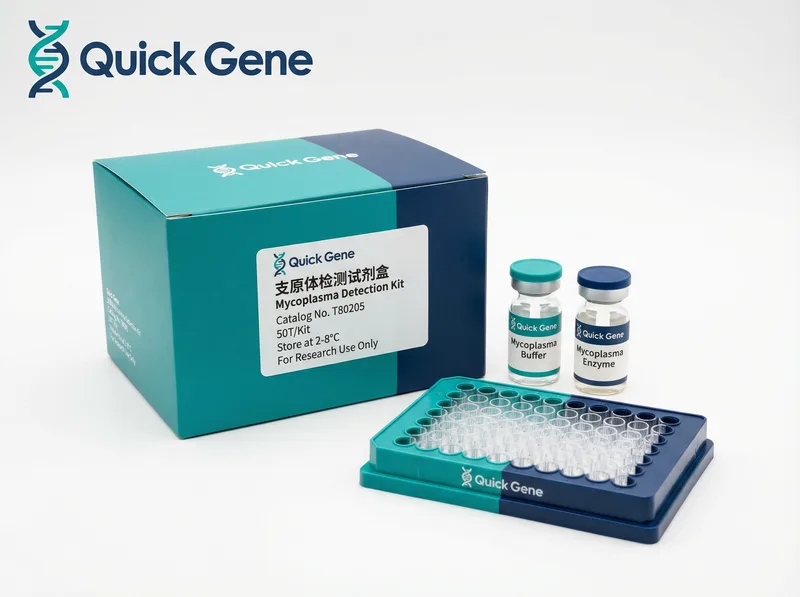 Quick Gene
Quick Gene
Quick Gene
支原体检测试剂盒
Mycoplasma Detection Kit
Catalog No. T80205
50T/Kit
Store at 2-8°C
For Research Use Only
Quick Gene
Mycoplasma
Buffer
Quick Gene
Mycoplasma
Enzyme
Quick Gene